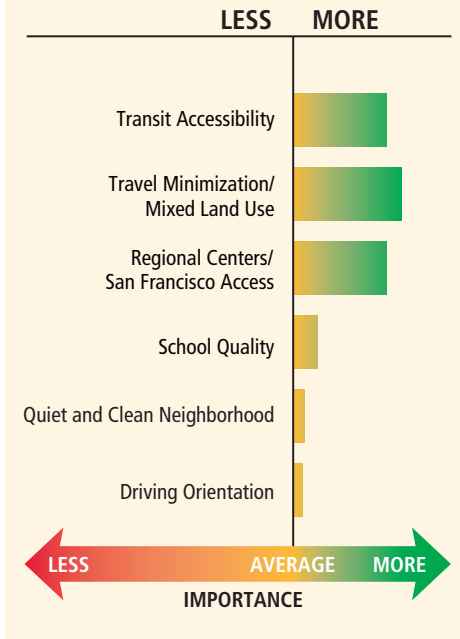 LESS MORE
Transit Accessibility
Travel Minimization/
Mixed Land Use
Regional Centers/
San Francisco Access
School Quality
Quiet and Clean Neighborhood
Driving Orientation
LESS AVERAGE MORE
IMPORTANCE